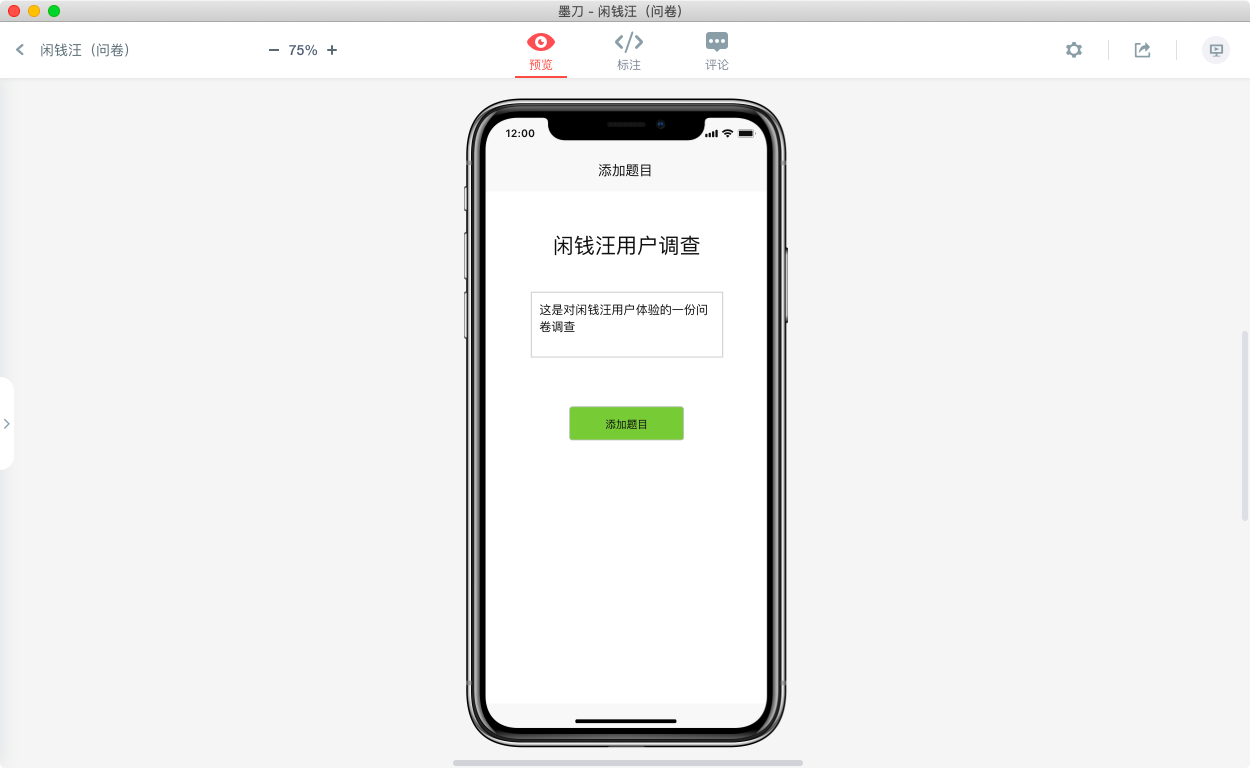 墨刀 - 闲钱汪（问卷）
闲钱汪（问卷）
75%
预览
标注
评论
12:00
添加题目
闲钱汪用户调查
这是对闲钱汪用户体验的一份问
卷调查
添加题目